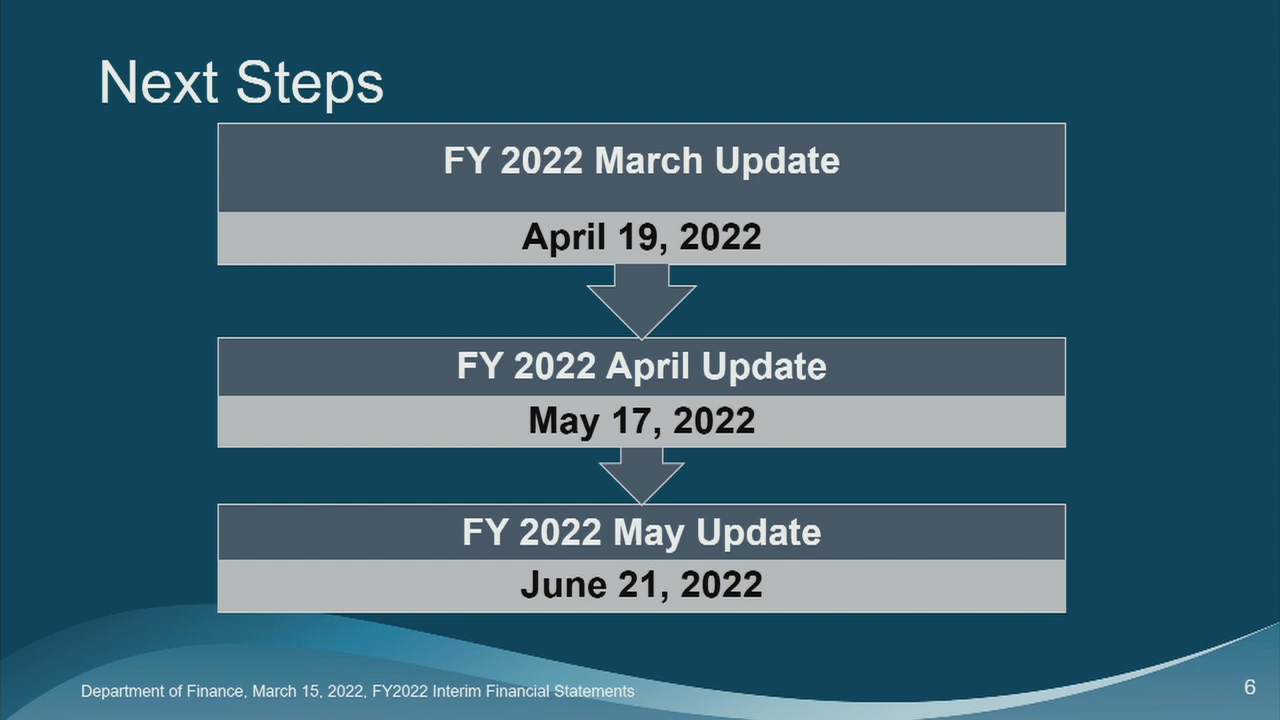 Next Steps
FY 2022 March Update
April 19, 2022
FY 2022 April Update
May 17, 2022
FY 2022 May Update
June 21, 2022
Department of Finance, March 15, 2022, FY2022 Interim Financial Statements
6